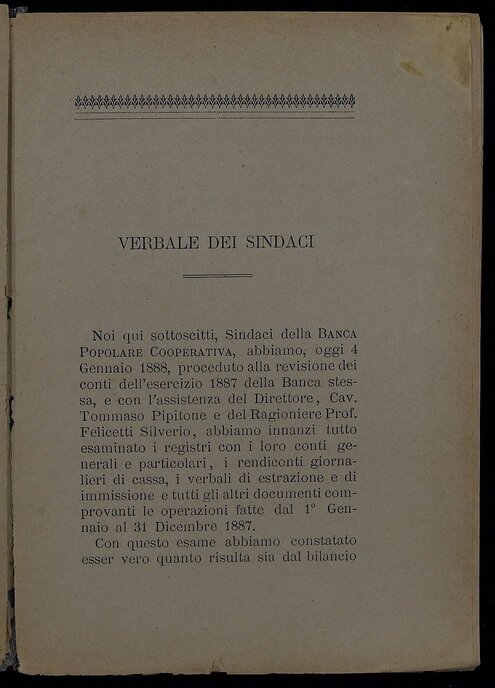 VERBALE DEI SINDACI
Noi qui sottoscitti, Sindaci della BANCA
POPOLARE COOPERATIVA, abbiamo, oggi 4
Gennaio 1888, proceduto alla revisione dei
conti dell'esercizio 1887 della Banca stes-
sa, e con l'assistenza del Direttore, Cav.
Tommaso Pipitone e del Ragioniere Prof.
Felicetti Silverio, abbiamo innanzi tutto
esaminato i registri con i loro conti ge-
nerali e particolari, i rendiconti giorna-
lieri di cassa, i verbali di estrazione e di
immissione e tutti gli altri documenti com-
provanti le operazioni fatte dal 1° Gen-
naio al 31 Dicembre 1887.
Con questo esame abbiamo constatato
esser vero quanto risulta sia dal bilancio